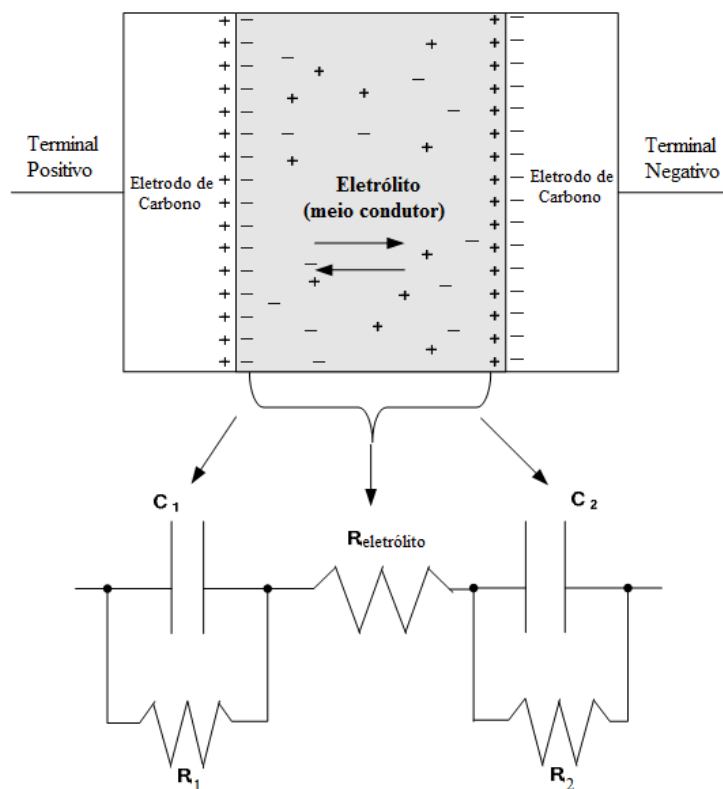 Terminal
Positivo
Eletrodo de
Carbono
Eletrólito
(meio condutor)
Eletrodo de
Carbono
Terminal
Negativo
C1
Reletrólito
C2
R1
R2